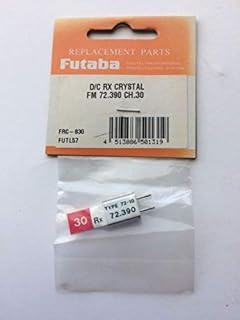 REPLACEMENT PARTS
Futaba
D/C RX CRYSTAL
FM 72.390 CH.30
FRC-830
FUTL57
4 513886 501319
30 Rx TYPE 72-10
72.390